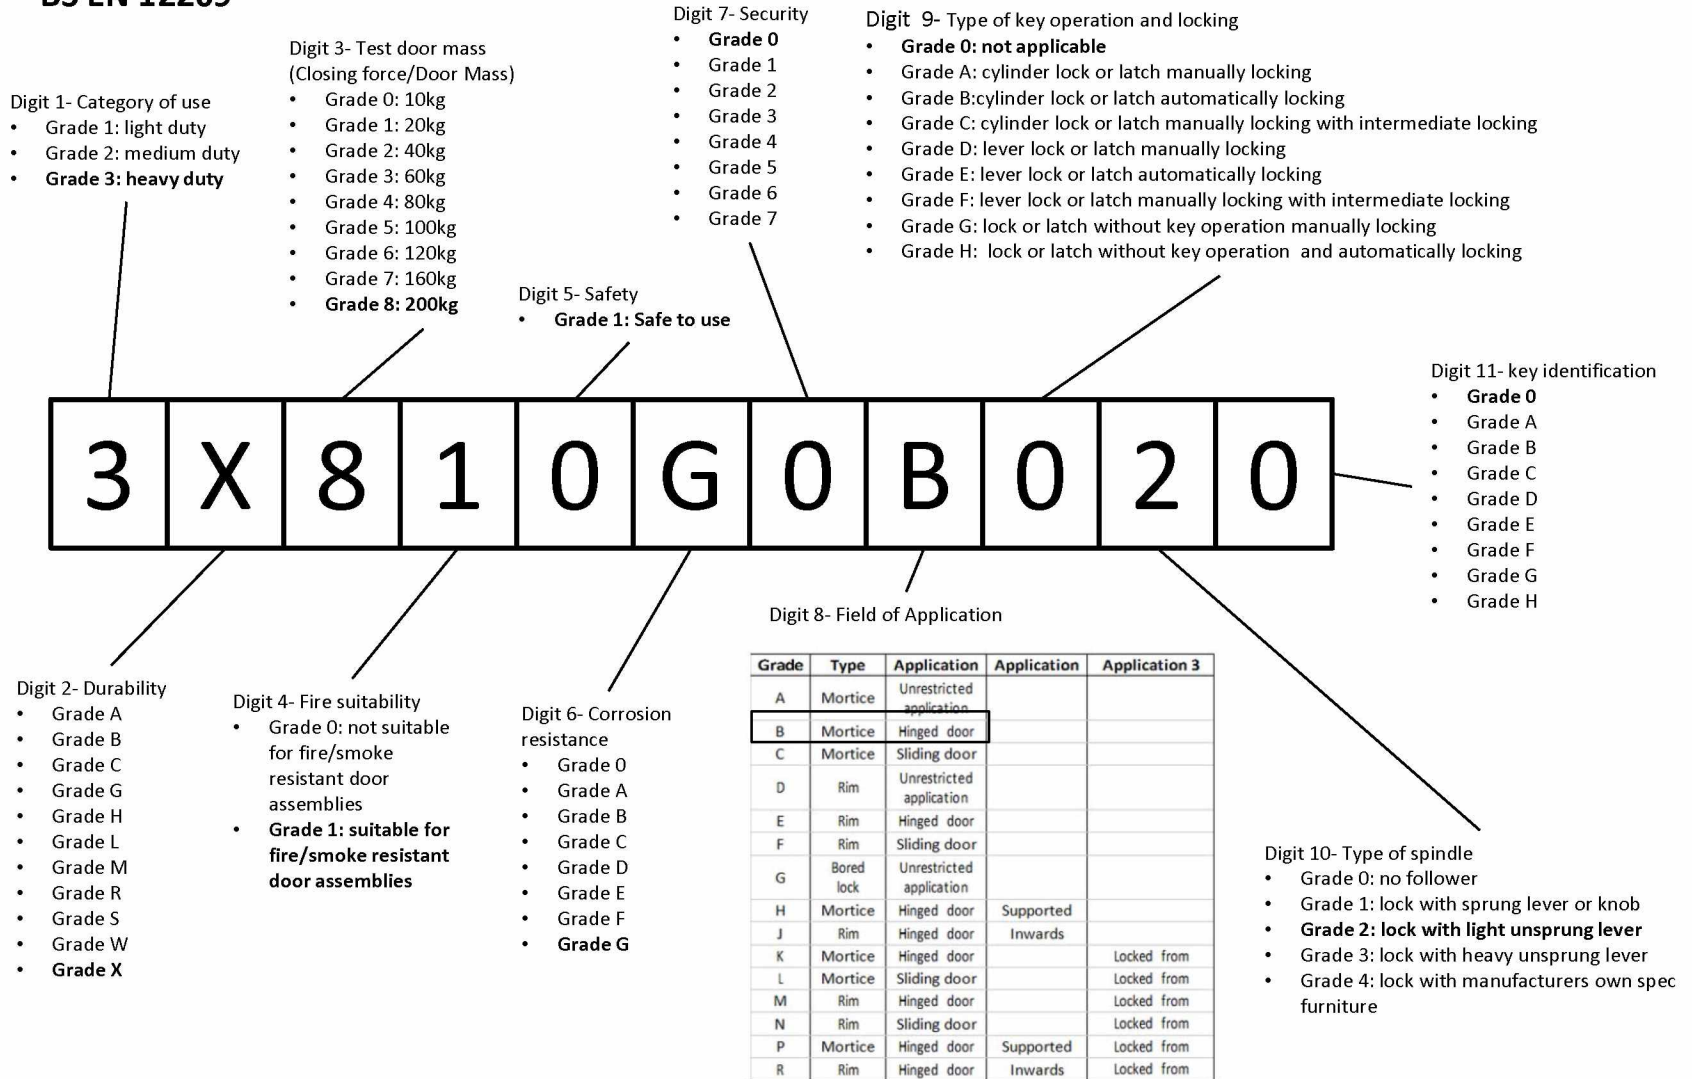 BS EN 12209
Digit 1- Category of use
• Grade 1: light duty
• Grade 2: medium duty
• Grade 3: heavy duty
Digit 3- Test door mass
(Closing force/Door Mass)
• Grade 0: 10kg
• Grade 1: 20kg
• Grade 2: 40kg
• Grade 3: 60kg
• Grade 4: 80kg
• Grade 5: 100kg
• Grade 6: 120kg
• Grade 7: 160kg
• Grade 8: 200kg
Digit 5- Safety
• Grade 1: Safe to use
Digit 7- Security
• Grade 0
• Grade 1
• Grade 2
• Grade 3
• Grade 4
• Grade 5
• Grade 6
• Grade 7
Digit 9- Type of key operation and locking
• Grade 0: not applicable
• Grade A: cylinder lock or latch manually locking
• Grade B:cylinder lock or latch automatically locking
• Grade C: cylinder lock or latch manually locking with intermediate locking
• Grade D: lever lock or latch manually locking
• Grade E: lever lock or latch automatically locking
• Grade F: lever lock or latch manually locking with intermediate locking
• Grade G: lock or latch without key operation manually locking
• Grade H: lock or latch without key operation and automatically locking
Digit 11- key identification
• Grade 0
• Grade A
• Grade B
• Grade C
• Grade D
• Grade E
• Grade F
• Grade G
• Grade H
3 X 8 1 0 G 0 B 0 2 0
Digit 2- Durability
• Grade A
• Grade B
• Grade C
• Grade G
• Grade H
• Grade L
• Grade M
• Grade R
• Grade S
• Grade W
• Grade X
Digit 4- Fire suitability
• Grade 0: not suitable
for fire/smoke
resistant door
assemblies
• Grade 1: suitable for
fire/smoke resistant
door assemblies
Digit 6- Corrosion
resistance
• Grade 0
• Grade A
• Grade B
• Grade C
• Grade D
• Grade E
• Grade F
• Grade G
Digit 8- Field of Application
Grade Type Application Application Application 3
A Mortice Unrestricted
application
B Mortice Hinged door
C Mortice Sliding door
D Rim Unrestricted
application
E Rim Hinged door
F Rim Sliding door
G Bored Unrestricted
lock application
H Mortice Hinged door Supported
J Rim Hinged door Inwards
K Mortice Hinged door Locked from
L Mortice Sliding door Locked from
M Rim Hinged door Locked from
N Rim Sliding door Locked from
P Mortice Hinged door Supported Locked from
R Rim Hinged door Inwards Locked from
Digit 10- Type of spindle
• Grade 0: no follower
• Grade 1: lock with sprung lever or knob
• Grade 2: lock with light unsprung lever
• Grade 3: lock with heavy unsprung lever
• Grade 4: lock with manufacturers own spec
furniture